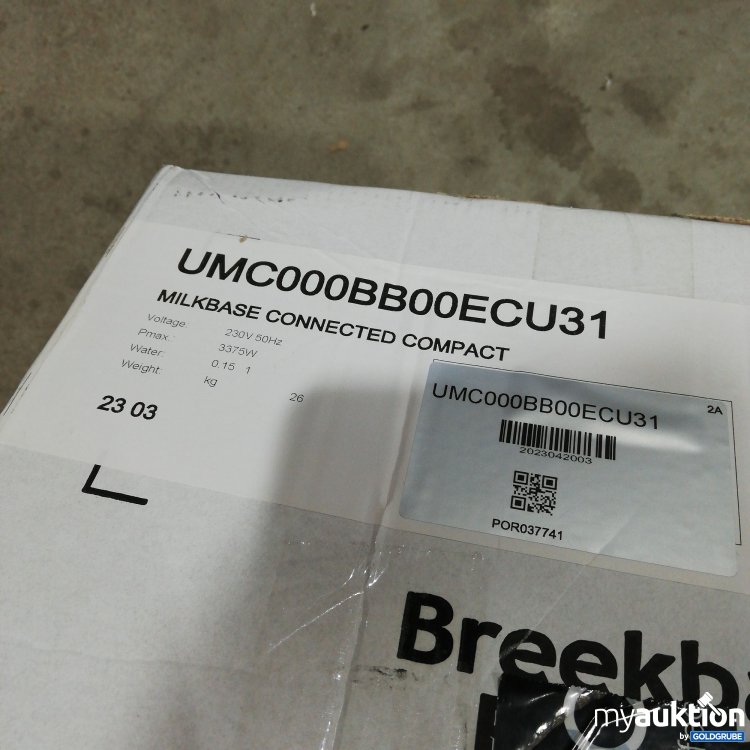 UMC000BB00ECU31
MILKBASE CONNECTED COMPACT
Voltage: 230V 50Hz
Pmax.: 3375W
Water: 0.15 1
Weight: kg 26
23 03
UMC000BB00ECU31 2A
2023042003
POR037741
Breekba
myauktion
by GOLDGRUBE